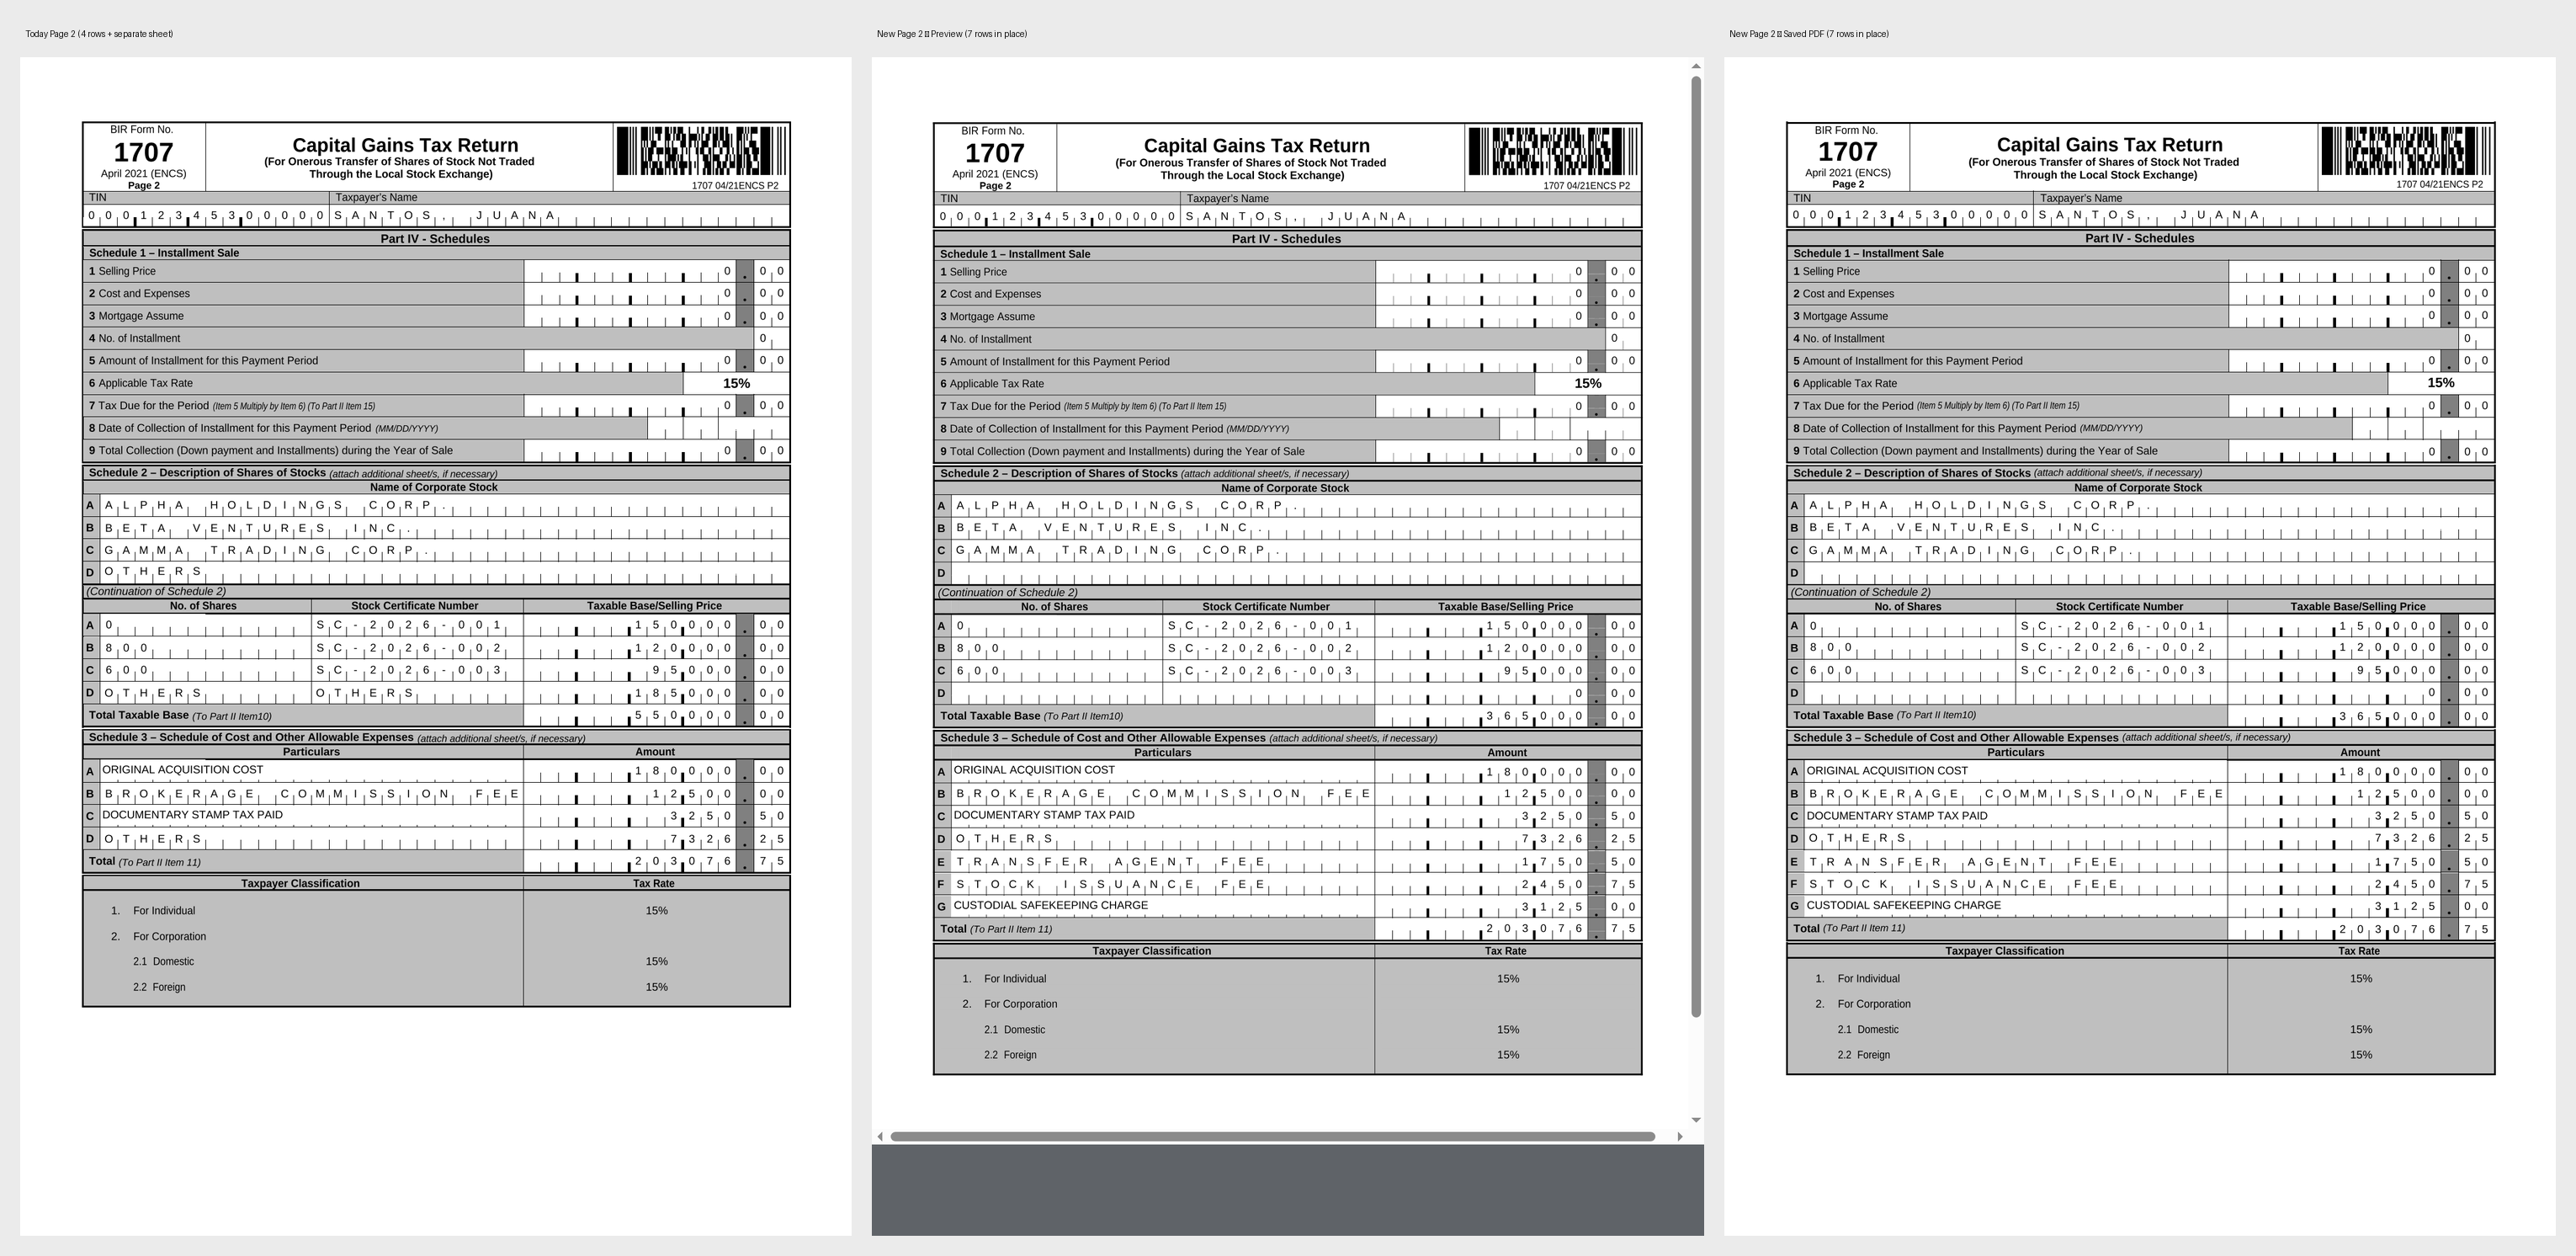 Today Page 2 (4 rows + separate sheet)
BIR Form No.
1707
April 2021 (ENCS)
Page 2
Capital Gains Tax Return
(For Onerous Transfer of Shares of Stock Not Traded
Through the Local Stock Exchange)
1707 04/21ENCS P2
TIN Taxpayer's Name
00012345300000 SANTOS, JUANA
Part IV - Schedules
Schedule 1 – Installment Sale
1 Selling Price 0.00
2 Cost and Expenses 0.00
3 Mortgage Assume 0.00
4 No. of Installment 0
5 Amount of Installment for this Payment Period 0.00
6 Applicable Tax Rate 15%
7 Tax Due for the Period (Item 5 Multiply by Item 6) (To Part II Item 15) 0.00
8 Date of Collection of Installment for this Payment Period (MM/DD/YYYY)
9 Total Collection (Down payment and Installments) during the Year of Sale 0.00
Schedule 2 – Description of Shares of Stocks (attach additional sheet/s, if necessary)
Name of Corporate Stock
A ALPHA HOLDINGS CORP.
B BETA VENTURES INC.
C GAMMA TRADING CORP.
D OTHERS
(Continuation of Schedule 2)
No. of Shares Stock Certificate Number Taxable Base/Selling Price
A 0 SC-2026-001 150000.00
B 800 SC-2026-002 120000.00
C 600 SC-2026-003 95000.00
D OTHERS OTHERS 185000.00
Total Taxable Base (To Part II Item10) 550000.00
Schedule 3 – Schedule of Cost and Other Allowable Expenses (attach additional sheet/s, if necessary)
Particulars Amount
A ORIGINAL ACQUISITION COST 180000.00
B BROKERAGE COMMISSION FEE 12500.00
C DOCUMENTARY STAMP TAX PAID 3250.50
D OTHERS 7326.25
Total (To Part II Item 11) 203076.75
Taxpayer Classification Tax Rate
1. For Individual 15%
2. For Corporation
2.1 Domestic 15%
2.2 Foreign 15%
New Page 2 Preview (7 rows in place)
BIR Form No.
1707
April 2021 (ENCS)
Page 2
Capital Gains Tax Return
(For Onerous Transfer of Shares of Stock Not Traded
Through the Local Stock Exchange)
1707 04/21ENCS P2
TIN Taxpayer's Name
00012345300000 SANTOS, JUANA
Part IV - Schedules
Schedule 1 – Installment Sale
1 Selling Price 0.00
2 Cost and Expenses 0.00
3 Mortgage Assume 0.00
4 No. of Installment 0
5 Amount of Installment for this Payment Period 0.00
6 Applicable Tax Rate 15%
7 Tax Due for the Period (Item 5 Multiply by Item 6) (To Part II Item 15) 0.00
8 Date of Collection of Installment for this Payment Period (MM/DD/YYYY)
9 Total Collection (Down payment and Installments) during the Year of Sale 0.00
Schedule 2 – Description of Shares of Stocks (attach additional sheet/s, if necessary)
Name of Corporate Stock
A ALPHA HOLDINGS CORP.
B BETA VENTURES INC.
C GAMMA TRADING CORP.
D
(Continuation of Schedule 2)
No. of Shares Stock Certificate Number Taxable Base/Selling Price
A 0 SC-2026-001 150000.00
B 800 SC-2026-002 120000.00
C 600 SC-2026-003 95000.00
D 0.00
Total Taxable Base (To Part II Item10) 365000.00
Schedule 3 – Schedule of Cost and Other Allowable Expenses (attach additional sheet/s, if necessary)
Particulars Amount
A ORIGINAL ACQUISITION COST 180000.00
B BROKERAGE COMMISSION FEE 12500.00
C DOCUMENTARY STAMP TAX PAID 3250.50
D OTHERS 7326.25
E TRANSFER AGENT FEE 1750.50
F STOCK ISSUANCE FEE 2450.75
G CUSTODIAL SAFEKEEPING CHARGE 3125.00
Total (To Part II Item 11) 203076.75
Taxpayer Classification Tax Rate
1. For Individual 15%
2. For Corporation
2.1 Domestic 15%
2.2 Foreign 15%
New Page 2 Saved PDF (7 rows in place)
BIR Form No.
1707
April 2021 (ENCS)
Page 2
Capital Gains Tax Return
(For Onerous Transfer of Shares of Stock Not Traded
Through the Local Stock Exchange)
1707 04/21ENCS P2
TIN Taxpayer's Name
00012345300000 SANTOS, JUANA
Part IV - Schedules
Schedule 1 – Installment Sale
1 Selling Price 0.00
2 Cost and Expenses 0.00
3 Mortgage Assume 0.00
4 No. of Installment 0
5 Amount of Installment for this Payment Period 0.00
6 Applicable Tax Rate 15%
7 Tax Due for the Period (Item 5 Multiply by Item 6) (To Part II Item 15) 0.00
8 Date of Collection of Installment for this Payment Period (MM/DD/YYYY)
9 Total Collection (Down payment and Installments) during the Year of Sale 0.00
Schedule 2 – Description of Shares of Stocks (attach additional sheet/s, if necessary)
Name of Corporate Stock
A ALPHA HOLDINGS CORP.
B BETA VENTURES INC.
C GAMMA TRADING CORP.
D
(Continuation of Schedule 2)
No. of Shares Stock Certificate Number Taxable Base/Selling Price
A 0 SC-2026-001 150000.00
B 800 SC-2026-002 120000.00
C 600 SC-2026-003 95000.00
D 0.00
Total Taxable Base (To Part II Item10) 365000.00
Schedule 3 – Schedule of Cost and Other Allowable Expenses (attach additional sheet/s, if necessary)
Particulars Amount
A ORIGINAL ACQUISITION COST 180000.00
B BROKERAGE COMMISSION FEE 12500.00
C DOCUMENTARY STAMP TAX PAID 3250.50
D OTHERS 7326.25
E TRANSFER AGENT FEE 1750.50
F STOCK ISSUANCE FEE 2450.75
G CUSTODIAL SAFEKEEPING CHARGE 3125.00
Total (To Part II Item 11) 203076.75
Taxpayer Classification Tax Rate
1. For Individual 15%
2. For Corporation
2.1 Domestic 15%
2.2 Foreign 15%